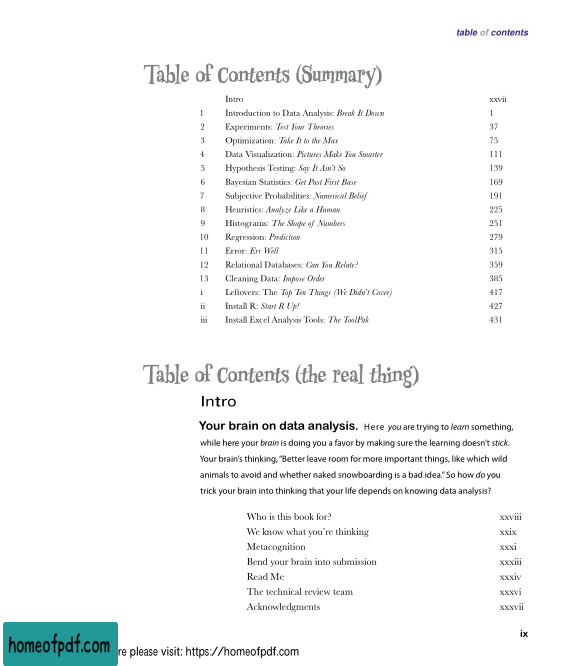 table of contents
Table of Contents (Summary)
Intro xxvii
1 Introduction to Data Analysis: Break It Down 1
2 Experiments: Test Your Theories 37
3 Optimization: Take It to the Max 75
4 Data Visualization: Pictures Make You Smarter 111
5 Hypothesis Testing: Say It Ain't So 139
6 Bayesian Statistics: Get Past First Base 169
7 Subjective Probabilities: Numerical Belief 191
8 Heuristics: Analyze Like a Human 225
9 Histograms: The Shape of Numbers 251
10 Regression: Prediction 279
11 Error: Err Well 315
12 Relational Databases: Can You Relate? 359
13 Cleaning Data: Impose Order 385
i Leftovers: The Top Ten Things (We Didn't Cover) 417
ii Install R: Start R Up! 427
iii Install Excel Analysis Tools: The ToolPak 431
Table of Contents (the real thing)
Intro
Your brain on data analysis. Here you are trying to learn something,
while here your brain is doing you a favor by making sure the learning doesn't stick.
Your brain's thinking, "Better leave room for more important things, like which wild
animals to avoid and whether naked snowboarding is a bad idea." So how do you
trick your brain into thinking that your life depends on knowing data analysis?
Who is this book for? xxviii
We know what you're thinking xxix
Metacognition xxxi
Bend your brain into submission xxxiii
Read Me xxxiv
The technical review team xxxvi
Acknowledgments xxxvii
ix
homeofpdf.com re please visit: https://homeofpdf.com